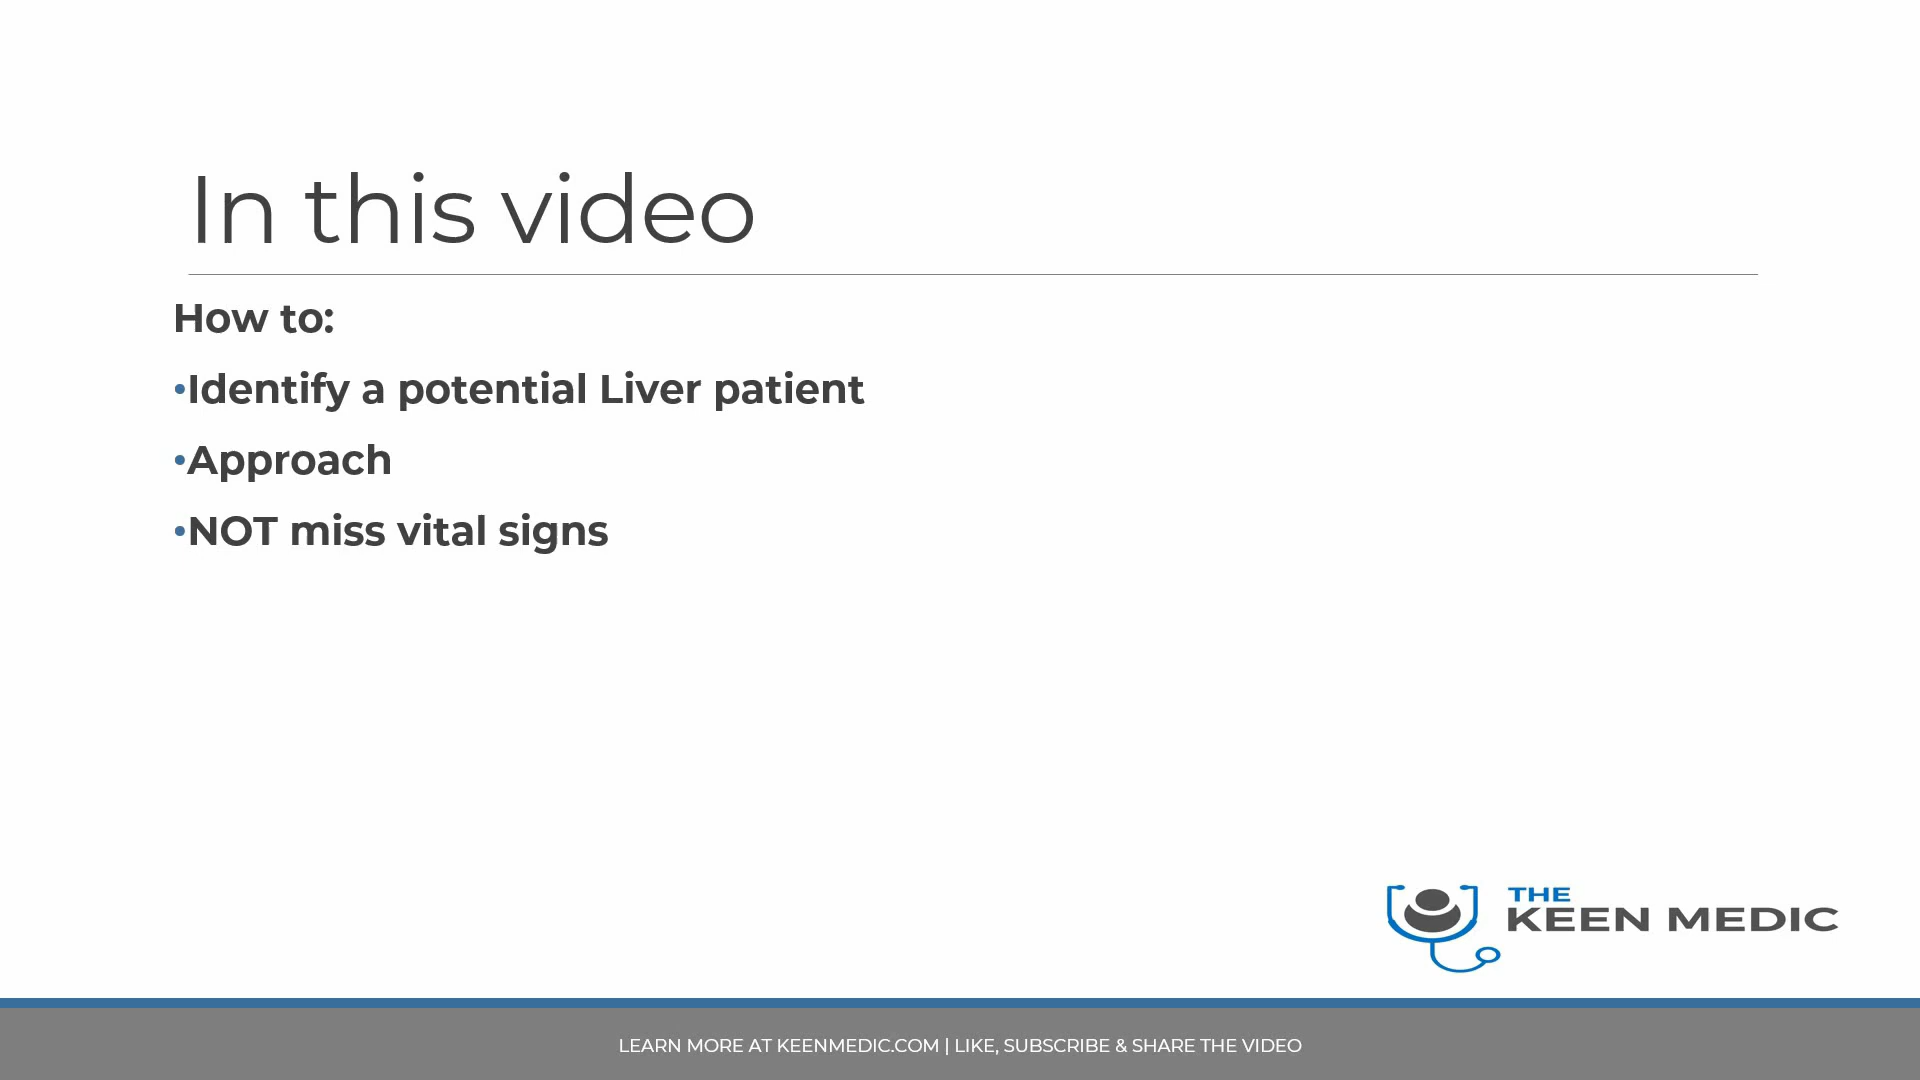 In this video
How to:
•Identify a potential Liver patient
•Approach
•NOT miss vital signs
THE
KEEN MEDIC
LEARN MORE AT KEENMEDIC.COM | LIKE, SUBSCRIBE & SHARE THE VIDEO